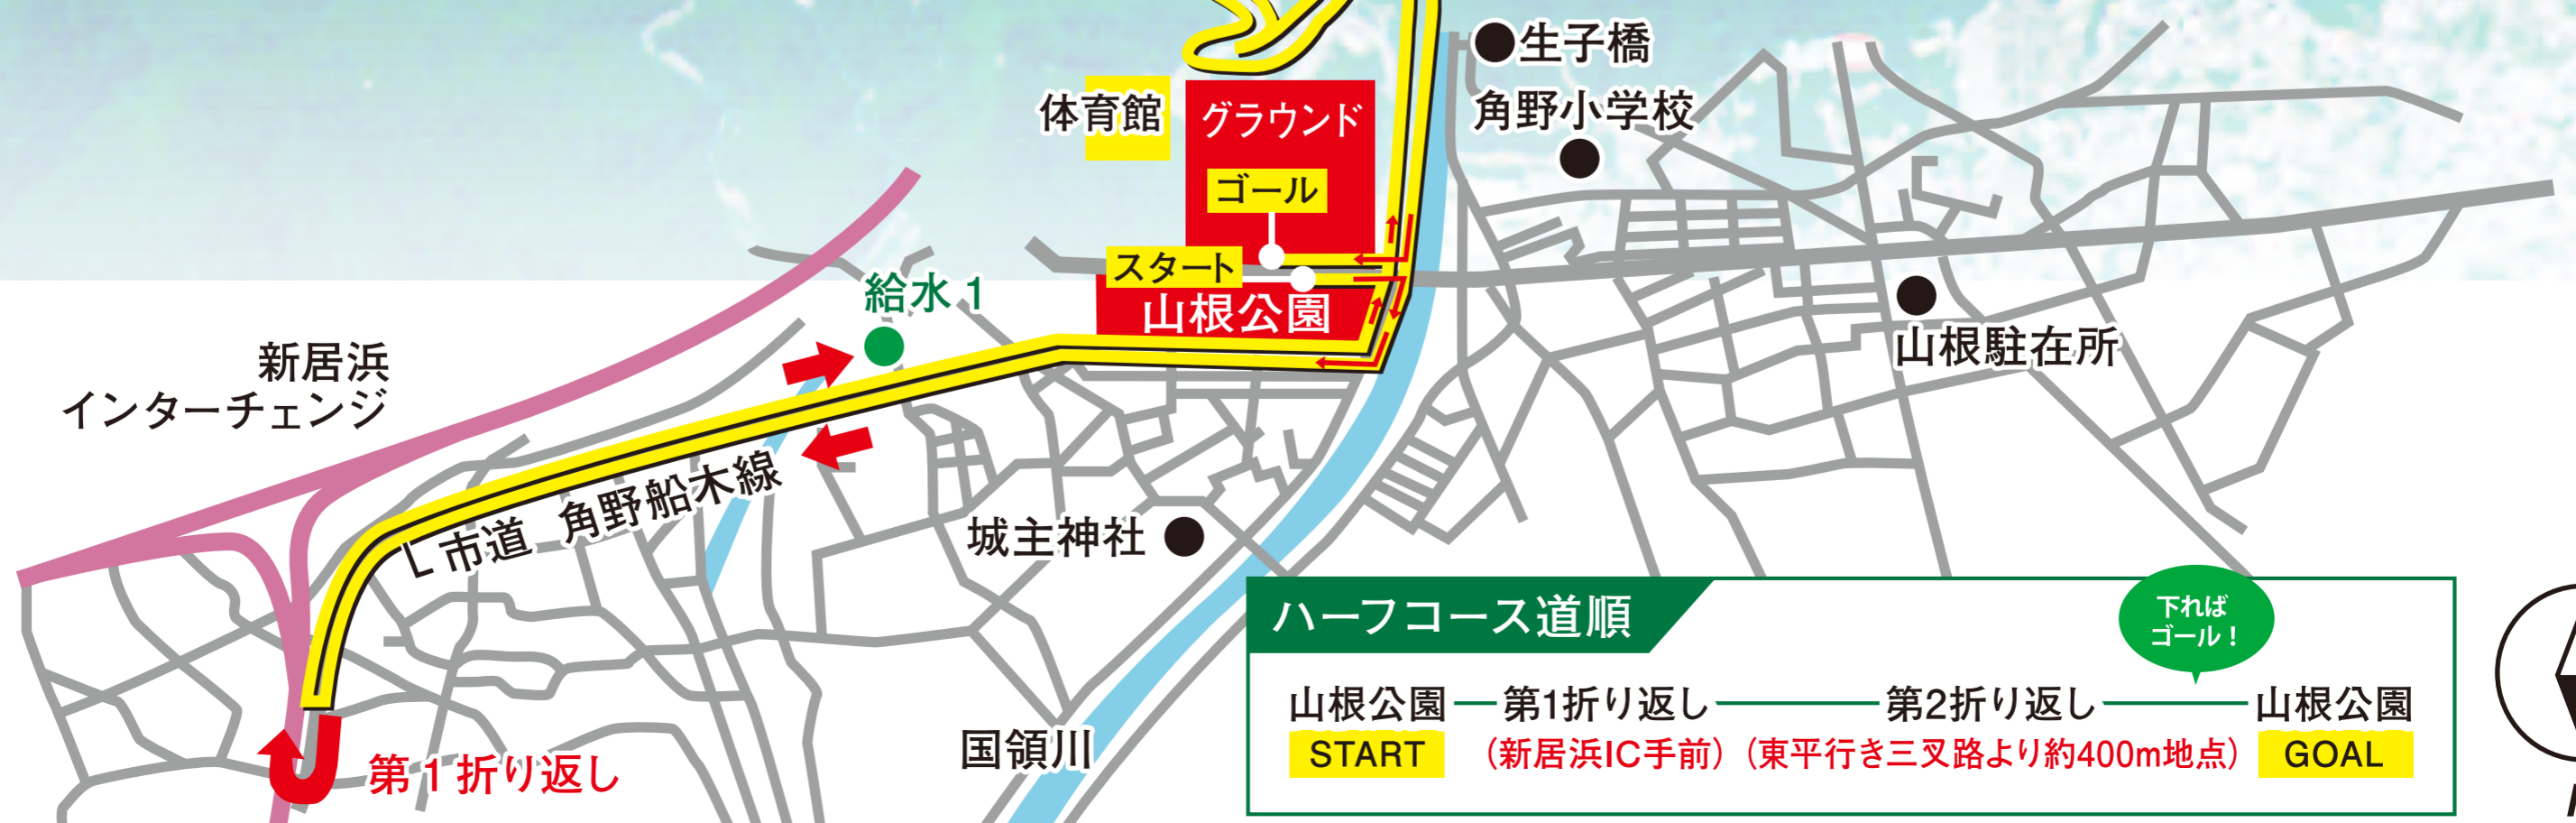 生子橋
体育館
グラウンド
角野小学校
ゴール
スタート
給水1
山根公園
新居浜
インターチェンジ
山根駐在所
市道 角野船木線
城主神社
第1折り返し
国領川
ハーフコース道順
下れば
ゴール!
山根公園 第1折り返し 第2折り返し 山根公園
START (新居浜IC手前) (東平行き三叉路より約400m地点) GOAL